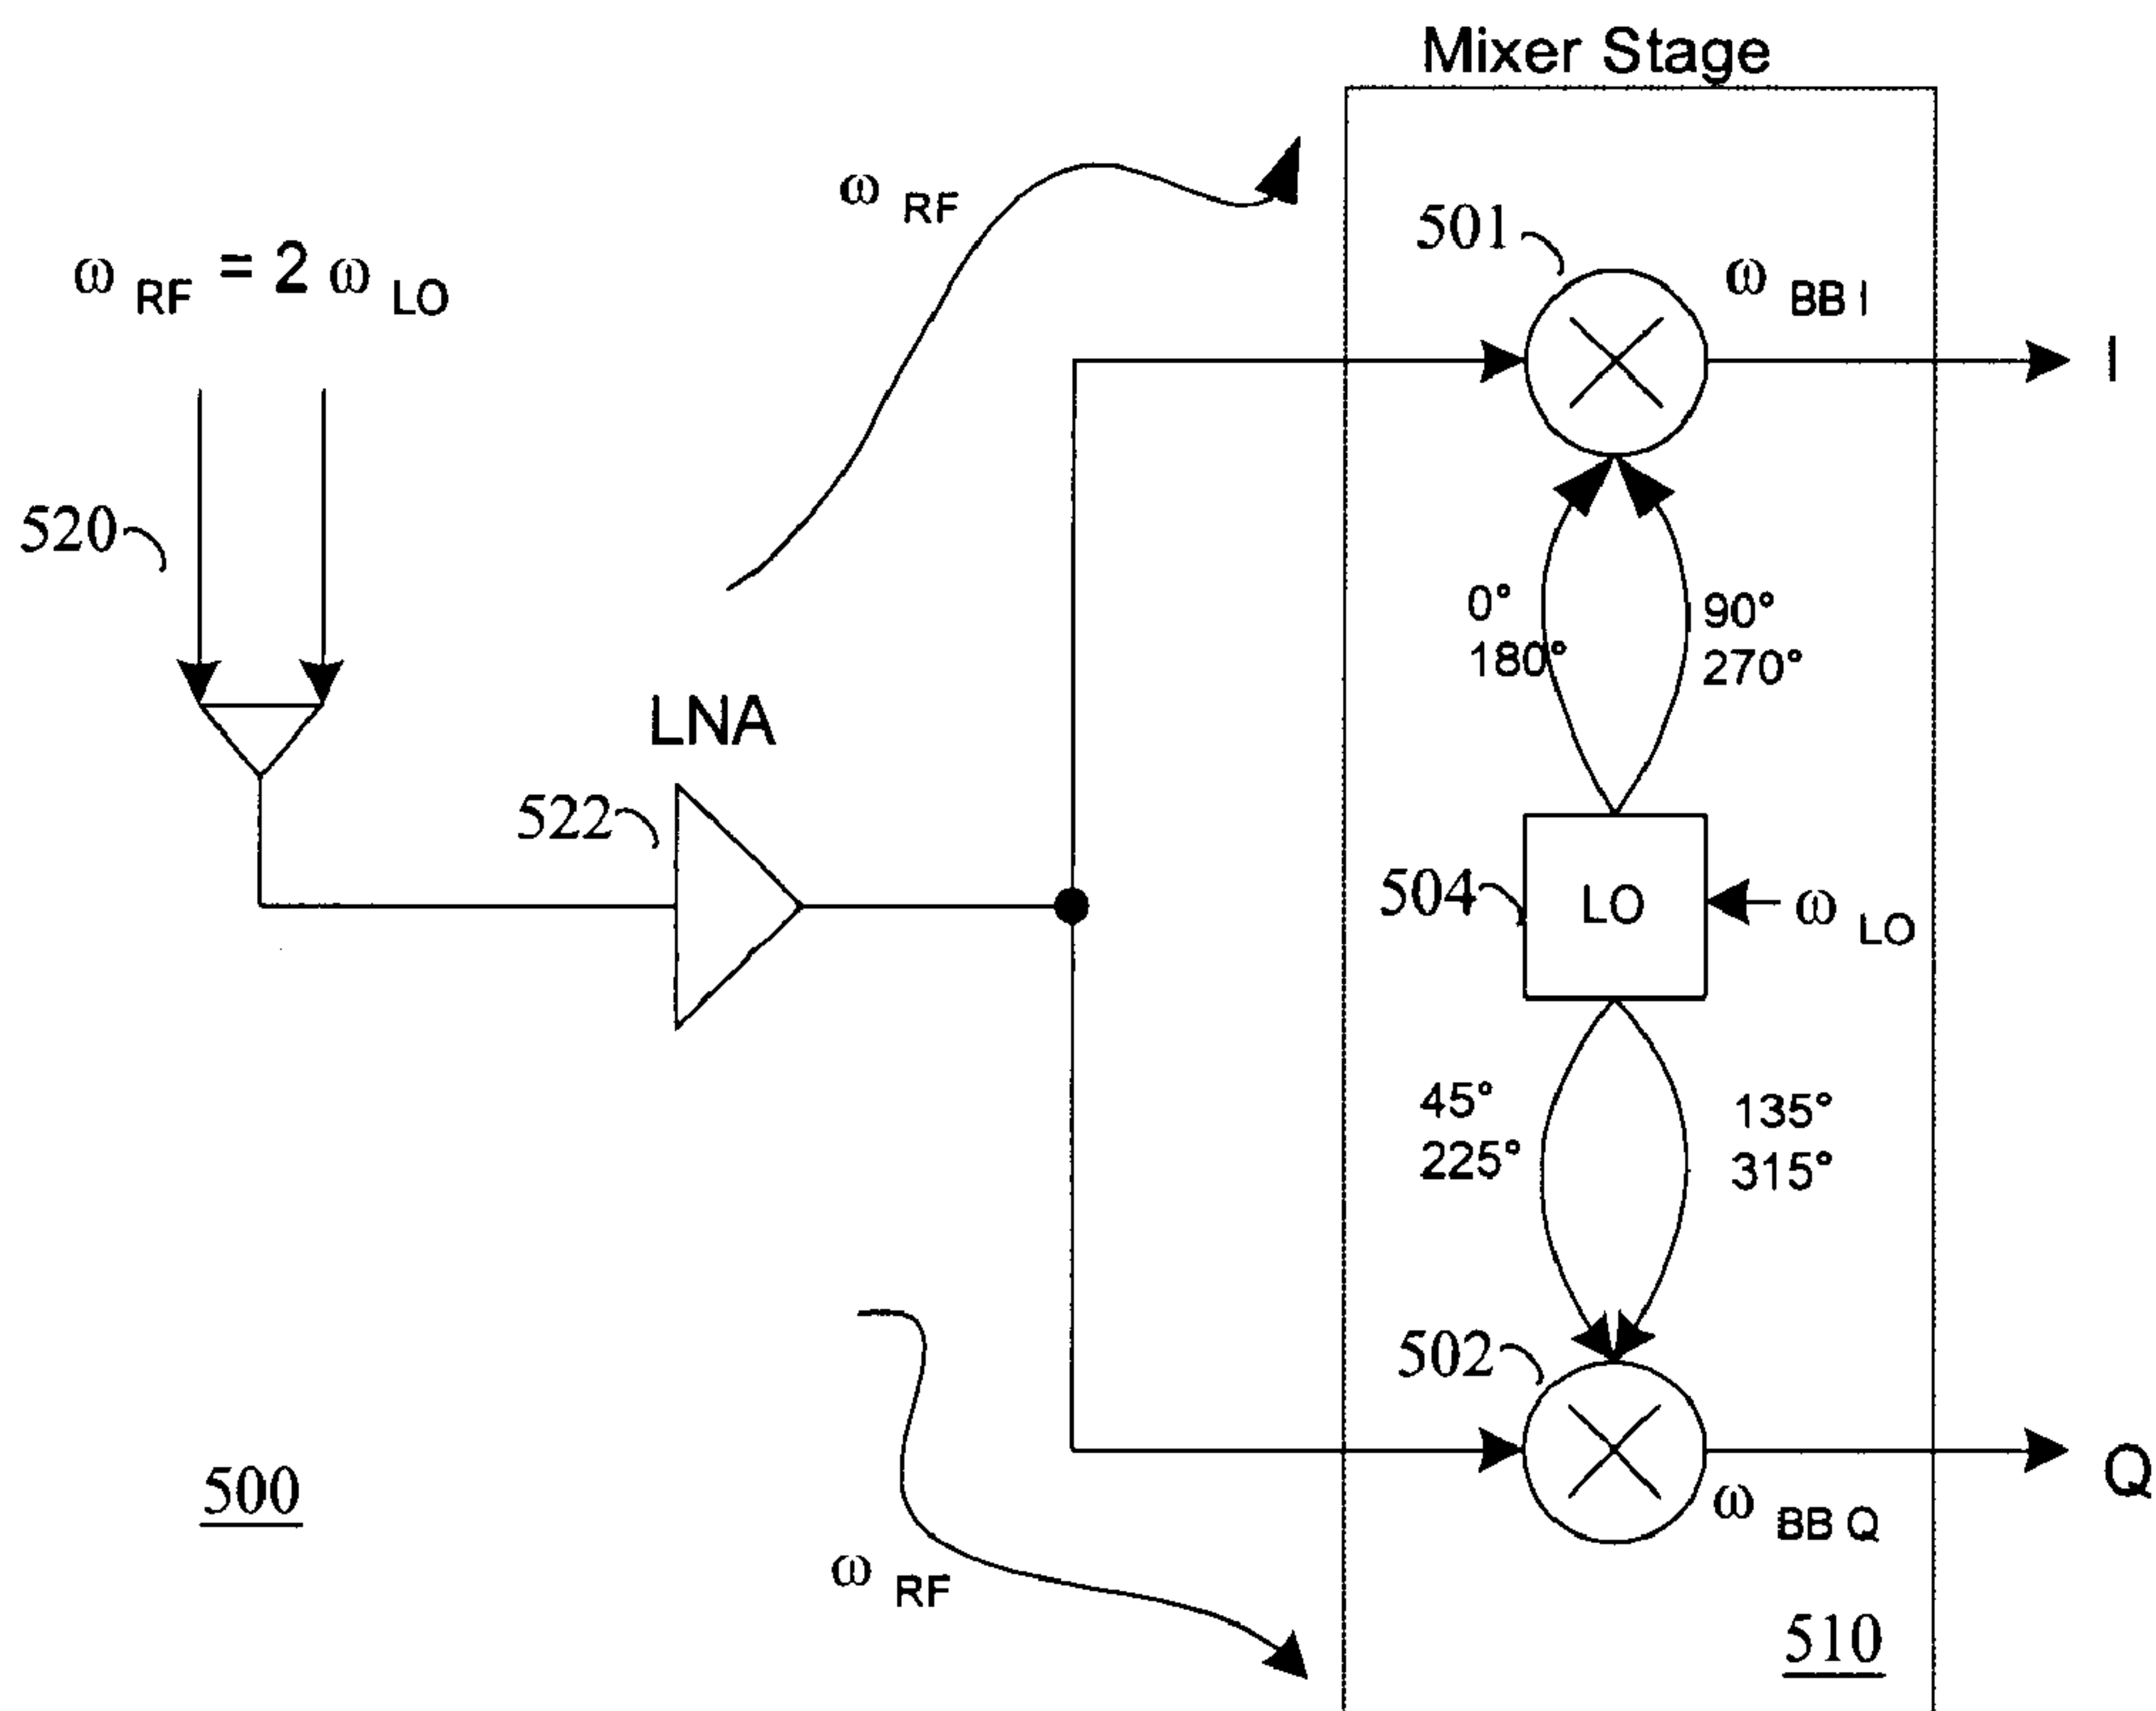 Mixer Stage
ω RF
501
ω BB I
ω RF = 2 ω LO
I
520
0°
180°
90°
270°
LNA
522
504
LO
ω LO
45°
225°
135°
315°
502
Q
ω BB Q
500
ω RF
510